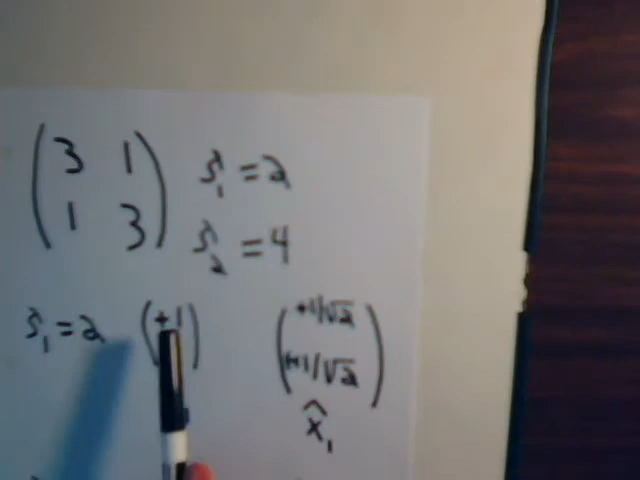 ( 3 1 ) λ₁ = 2
( 1 3 ) λ₂ = 4
λ₁ = 2 ( +1 ) ( +1/√2 )
( +1/√2 )
x̂₁